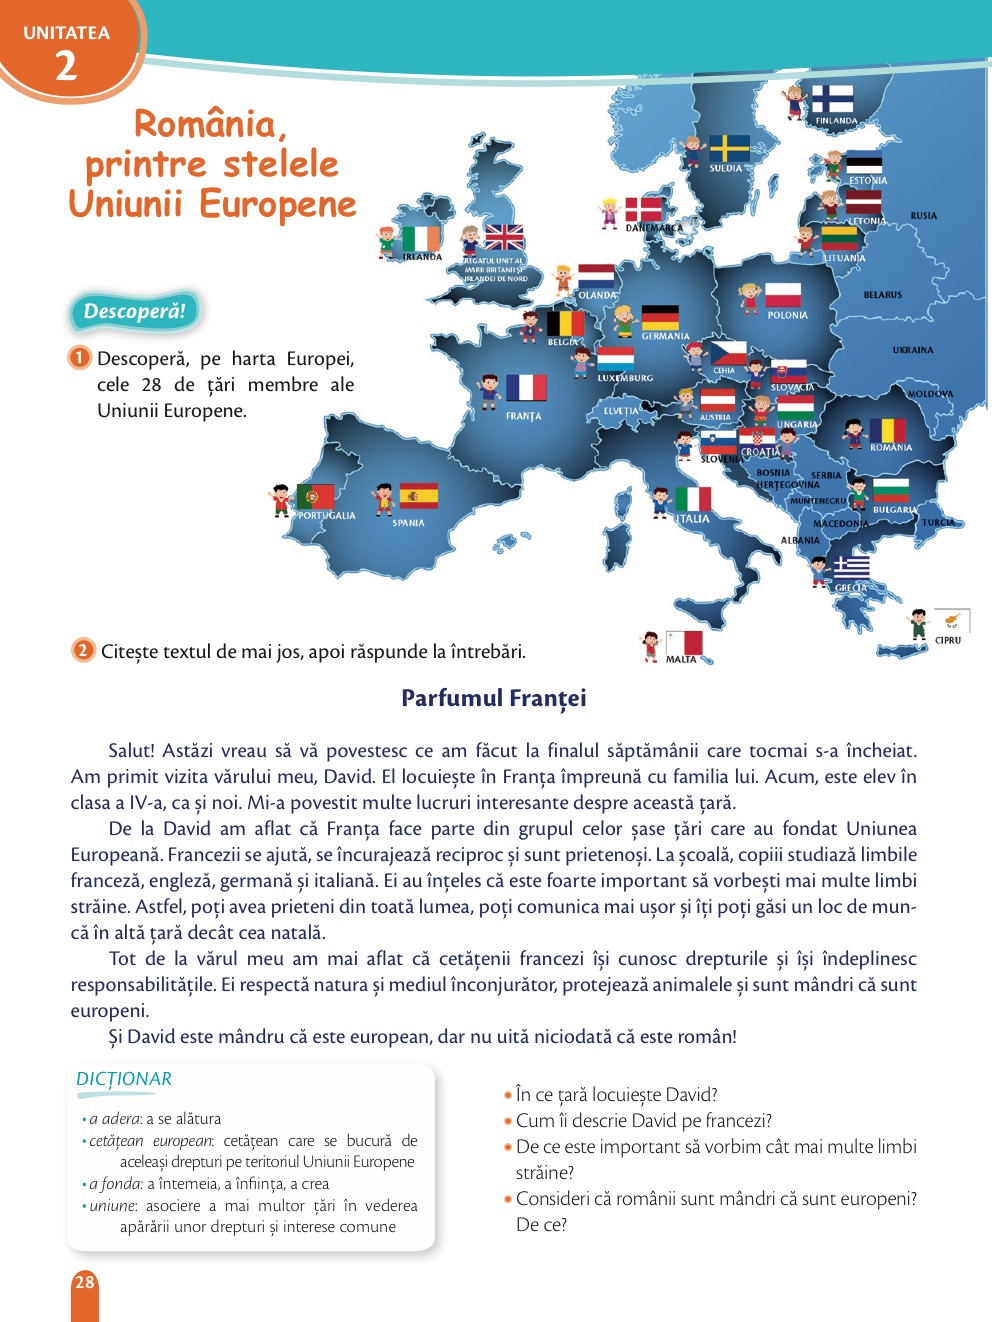 UNITATEA
2
România,
printre stelele
Uniunii Europene
Descoperă!
1 Descoperă, pe harta Europei,
cele 28 de țări membre ale
Uniunii Europene.
FINLANDA
SUEDIA
ESTONIA
LETONIA
RUSIA
DANEMARCA
LITUANIA
IRLANDA
REGATUL UNIT AL
MARII BRITANII ȘI
IRLANDEI DE NORD
OLANDA
BELARUS
POLONIA
BELGIA
GERMANIA
UCRAINA
CEHIA
LUXEMBURG
SLOVACIA
MOLDOVA
FRANȚA
ELVEȚIA
AUSTRIA
UNGARIA
ROMÂNIA
SLOVENIA
CROAȚIA
BOSNIA
HERȚEGOVINA
SERBIA
MUNTENEGRU
BULGARIA
PORTUGALIA
SPANIA
ITALIA
MACEDONIA
TURCIA
ALBANIA
GRECIA
CIPRU
MALTA
2 Citește textul de mai jos, apoi răspunde la întrebări.
Parfumul Franței
Salut! Astăzi vreau să vă povestesc ce am făcut la finalul săptămânii care tocmai s-a încheiat.
Am primit vizita vărului meu, David. El locuiește în Franța împreună cu familia lui. Acum, este elev în
clasa a IV-a, ca și noi. Mi-a povestit multe lucruri interesante despre această țară.
De la David am aflat că Franța face parte din grupul celor șase țări care au fondat Uniunea
Europeană. Francezii se ajută, se încurajează reciproc și sunt prietenoși. La școală, copiii studiază limbile
franceză, engleză, germană și italiană. Ei au înțeles că este foarte important să vorbești mai multe limbi
străine. Astfel, poți avea prieteni din toată lumea, poți comunica mai ușor și îți poți găsi un loc de mun-
că în altă țară decât cea natală.
Tot de la vărul meu am mai aflat că cetățenii francezi își cunosc drepturile și își îndeplinesc
responsabilitățile. Ei respectă natura și mediul înconjurător, protejează animalele și sunt mândri că sunt
europeni.
Și David este mândru că este european, dar nu uită niciodată că este român!
DICȚIONAR
• a adera: a se alătura
• cetățean european: cetățean care se bucură de
aceleași drepturi pe teritoriul Uniunii Europene
• a fonda: a întemeia, a înființa, a crea
• uniune: asociere a mai multor țări în vederea
apărării unor drepturi și interese comune
• În ce țară locuiește David?
• Cum îi descrie David pe francezi?
• De ce este important să vorbim cât mai multe limbi
străine?
• Consideri că românii sunt mândri că sunt europeni?
De ce?
28